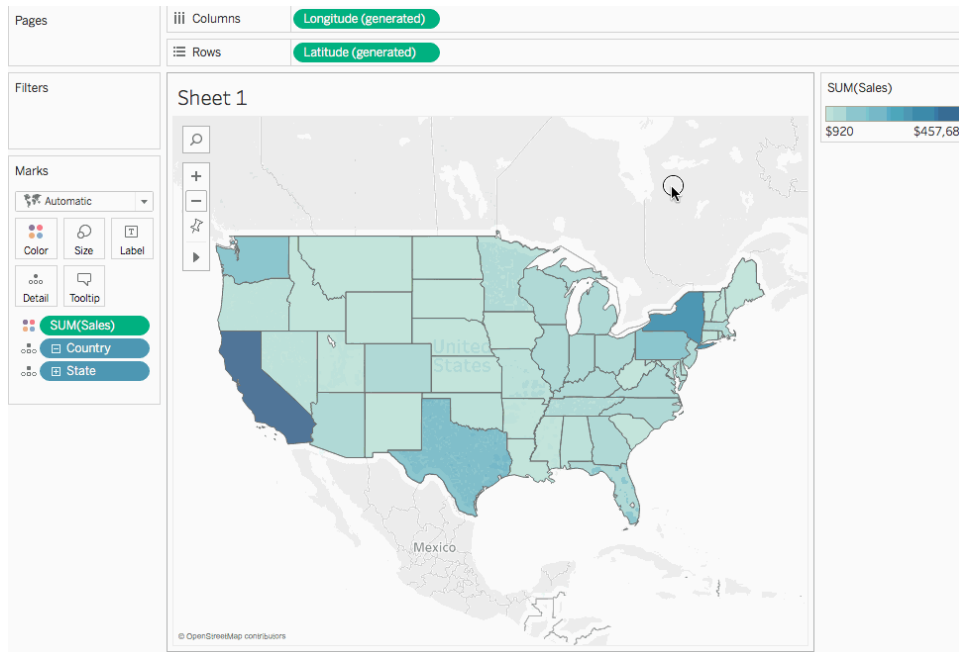 Pages
Columns
Longitude (generated)
Rows
Latitude (generated)
Filters
Sheet 1
SUM(Sales)
$920
$457,68
Marks
Automatic
Color
Size
T
Label
Detail
Tooltip
SUM(Sales)
Country
State
United
States
Mexico
© OpenStreetMap contributors